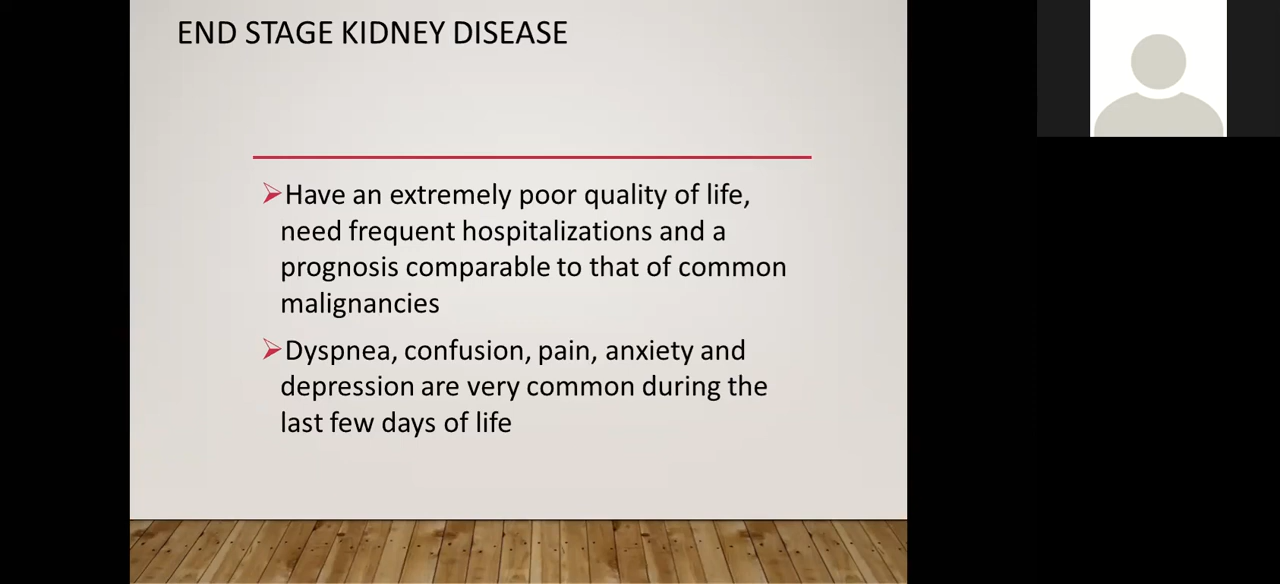 END STAGE KIDNEY DISEASE
➢Have an extremely poor quality of life,
need frequent hospitalizations and a
prognosis comparable to that of common
malignancies
➢Dyspnea, confusion, pain, anxiety and
depression are very common during the
last few days of life